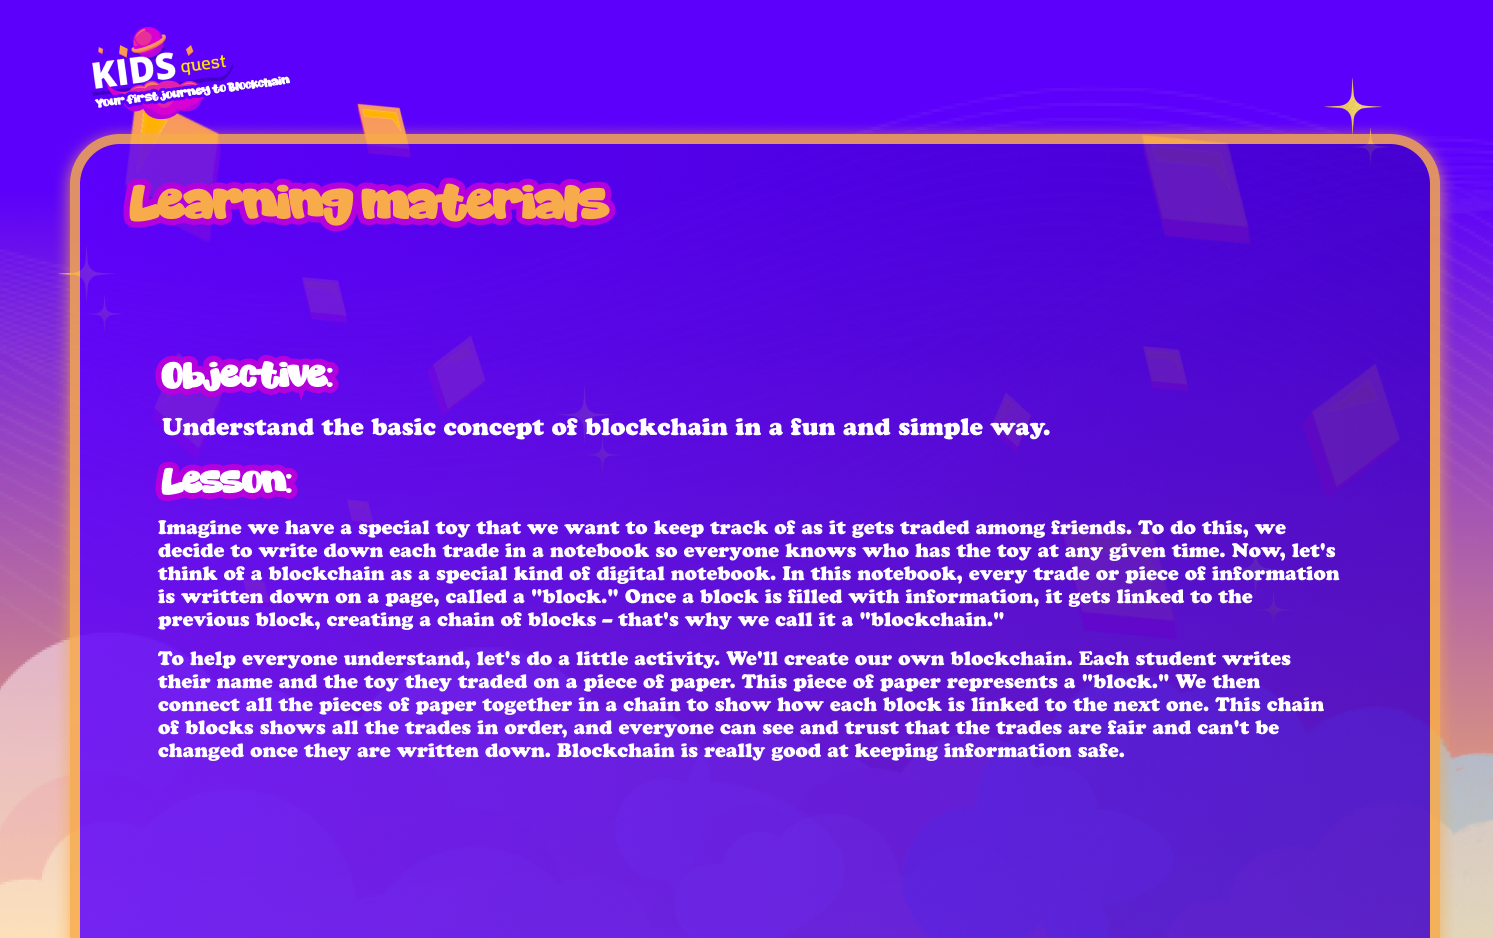 KIDS quest
Your first journey to Blockchain
Learning materials
Objective:
Understand the basic concept of blockchain in a fun and simple way.
Lesson:
Imagine we have a special toy that we want to keep track of as it gets traded among friends. To do this, we
decide to write down each trade in a notebook so everyone knows who has the toy at any given time. Now, let's
think of a blockchain as a special kind of digital notebook. In this notebook, every trade or piece of information
is written down on a page, called a "block." Once a block is filled with information, it gets linked to the
previous block, creating a chain of blocks – that's why we call it a "blockchain."
To help everyone understand, let's do a little activity. We'll create our own blockchain. Each student writes
their name and the toy they traded on a piece of paper. This piece of paper represents a "block." We then
connect all the pieces of paper together in a chain to show how each block is linked to the next one. This chain
of blocks shows all the trades in order, and everyone can see and trust that the trades are fair and can't be
changed once they are written down. Blockchain is really good at keeping information safe.